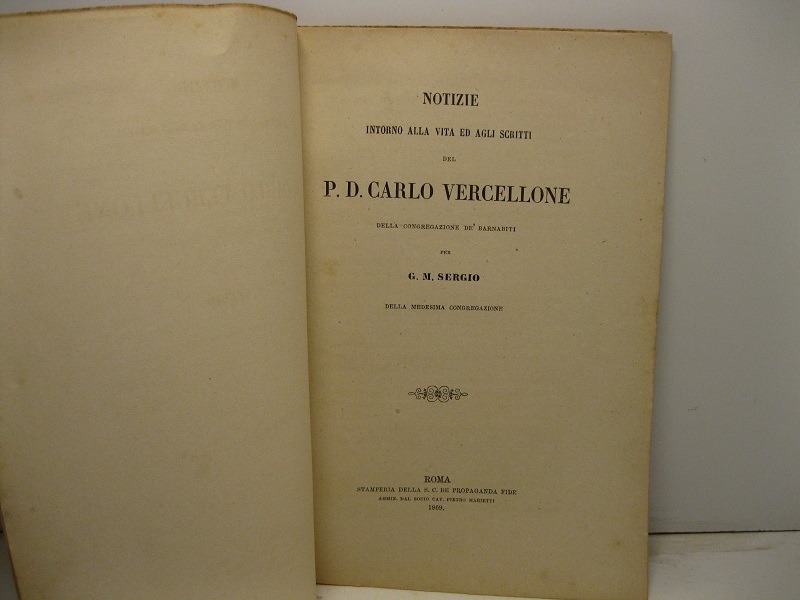 NOTIZIE
INTORNO ALLA VITA ED AGLI SCRITTI
DEL
P. D. CARLO VERCELLONE
DELLA CONGREGAZIONE DE' BARNABITI
PER
G. M. SERGIO
DELLA MEDESIMA CONGREGAZIONE
ROMA
STAMPERIA DELLA S. C. DE PROPAGANDA FIDE
AMMIN. DAL SOCIO CAV. PIETRO MARIETTI
1869.